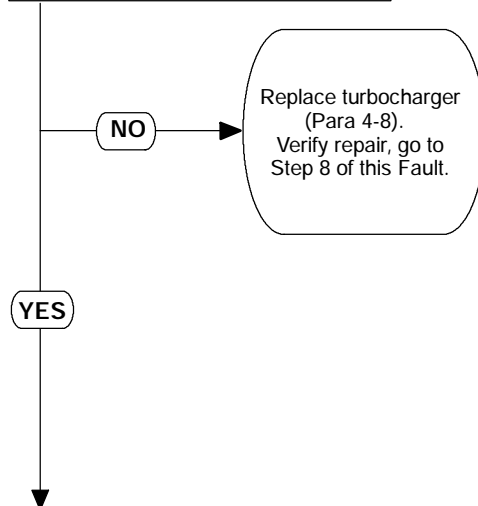 NO
Replace turbocharger
(Para 4-8).
Verify repair, go to
Step 8 of this Fault.
YES